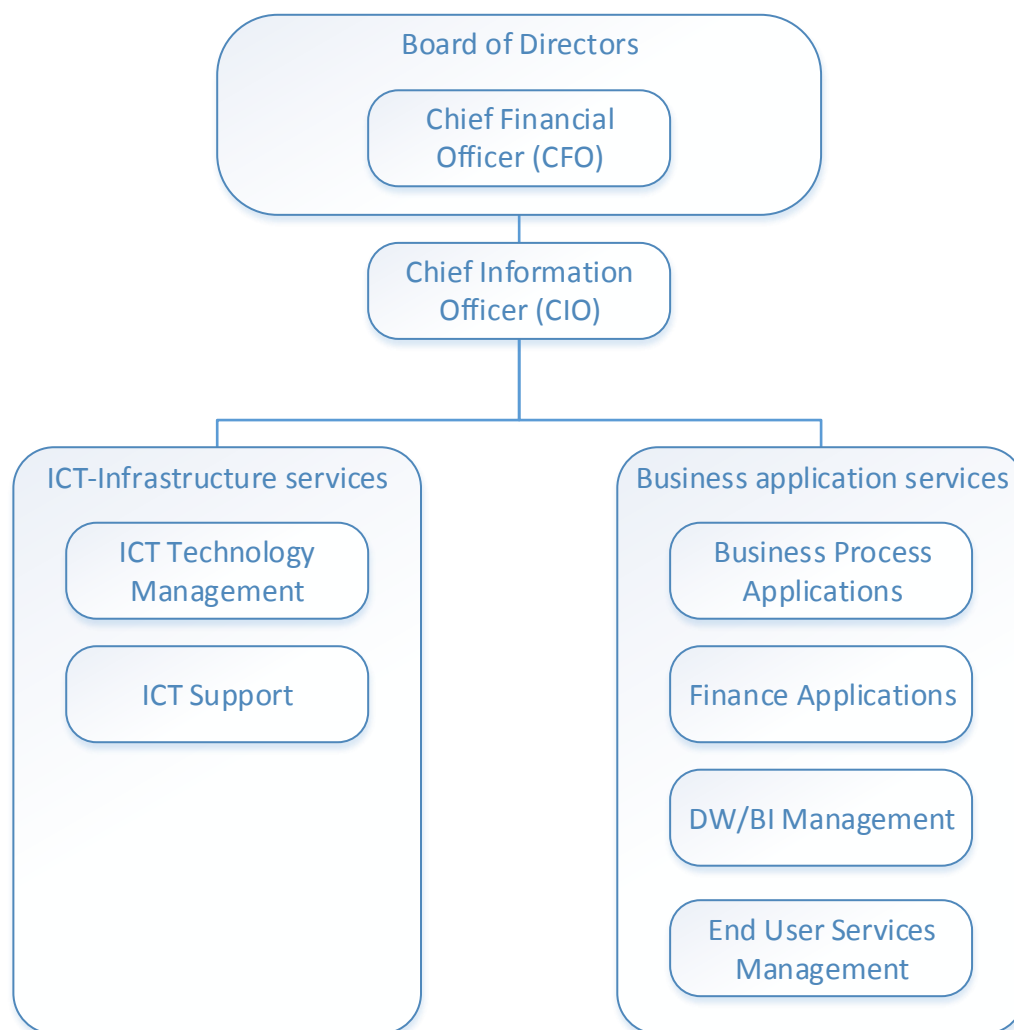 Board of Directors
Chief Financial
Officer (CFO)
Chief Information
Officer (CIO)
ICT-Infrastructure services
ICT Technology
Management
ICT Support
Business application services
Business Process
Applications
Finance Applications
DW/BI Management
End User Services
Management